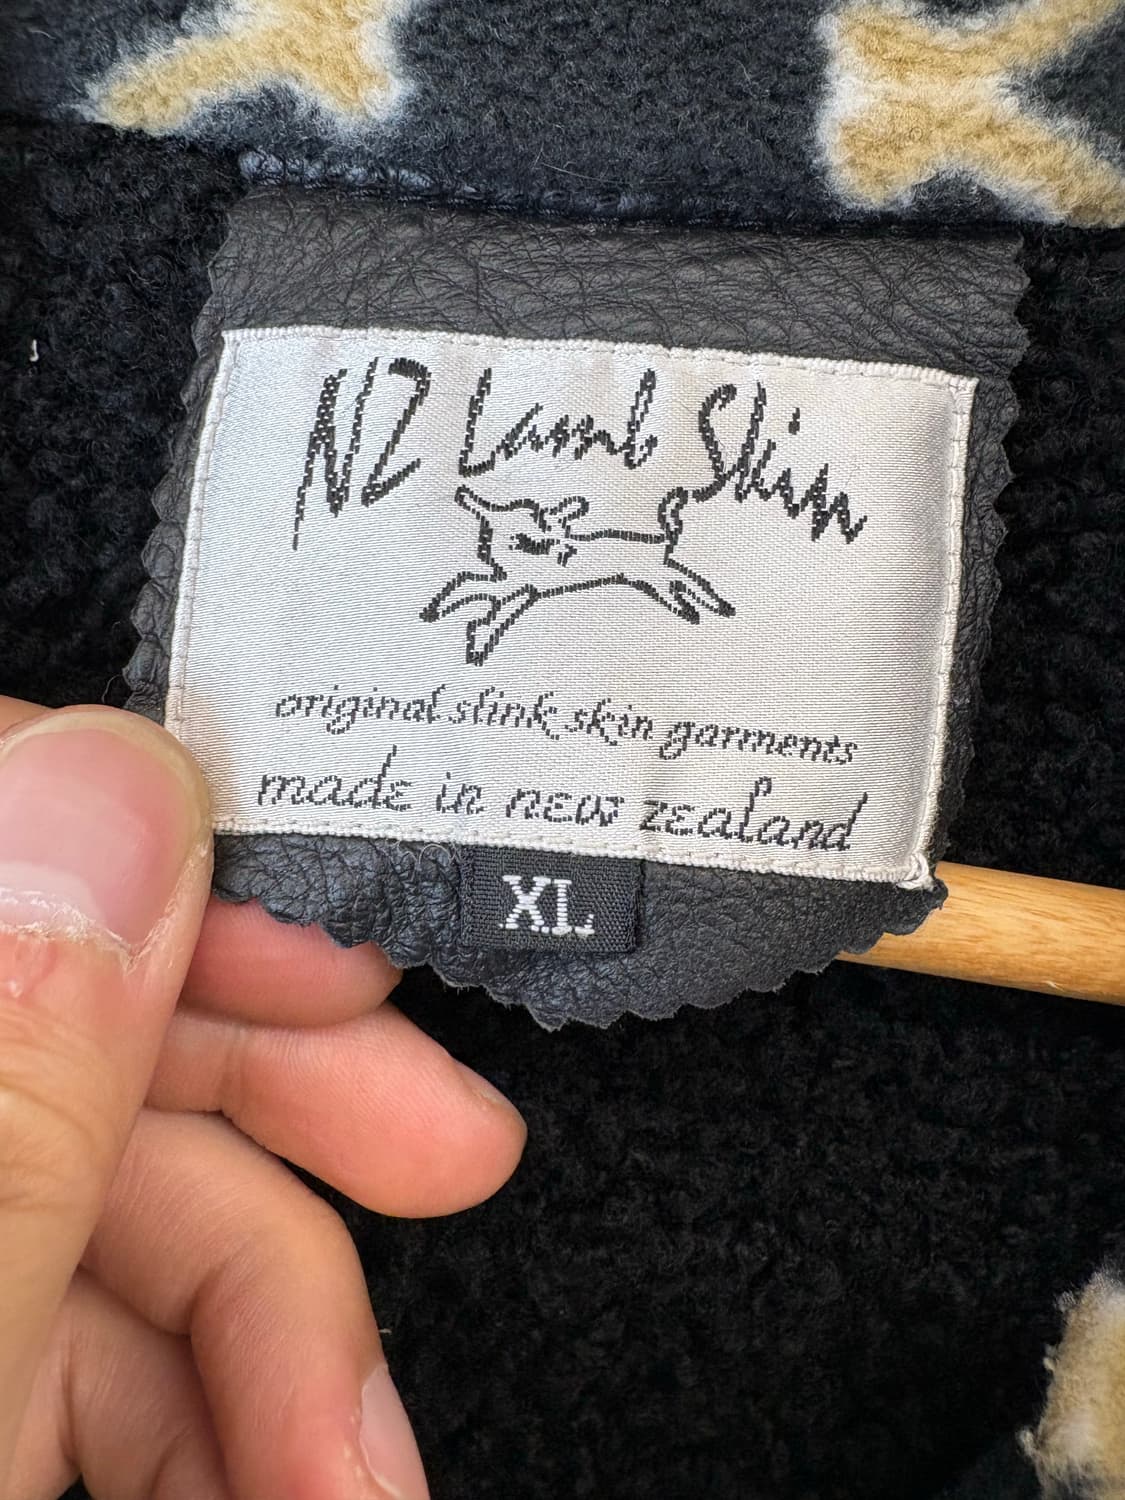 NZ Lamb Skin
original slink skin garments
made in new zealand
XL